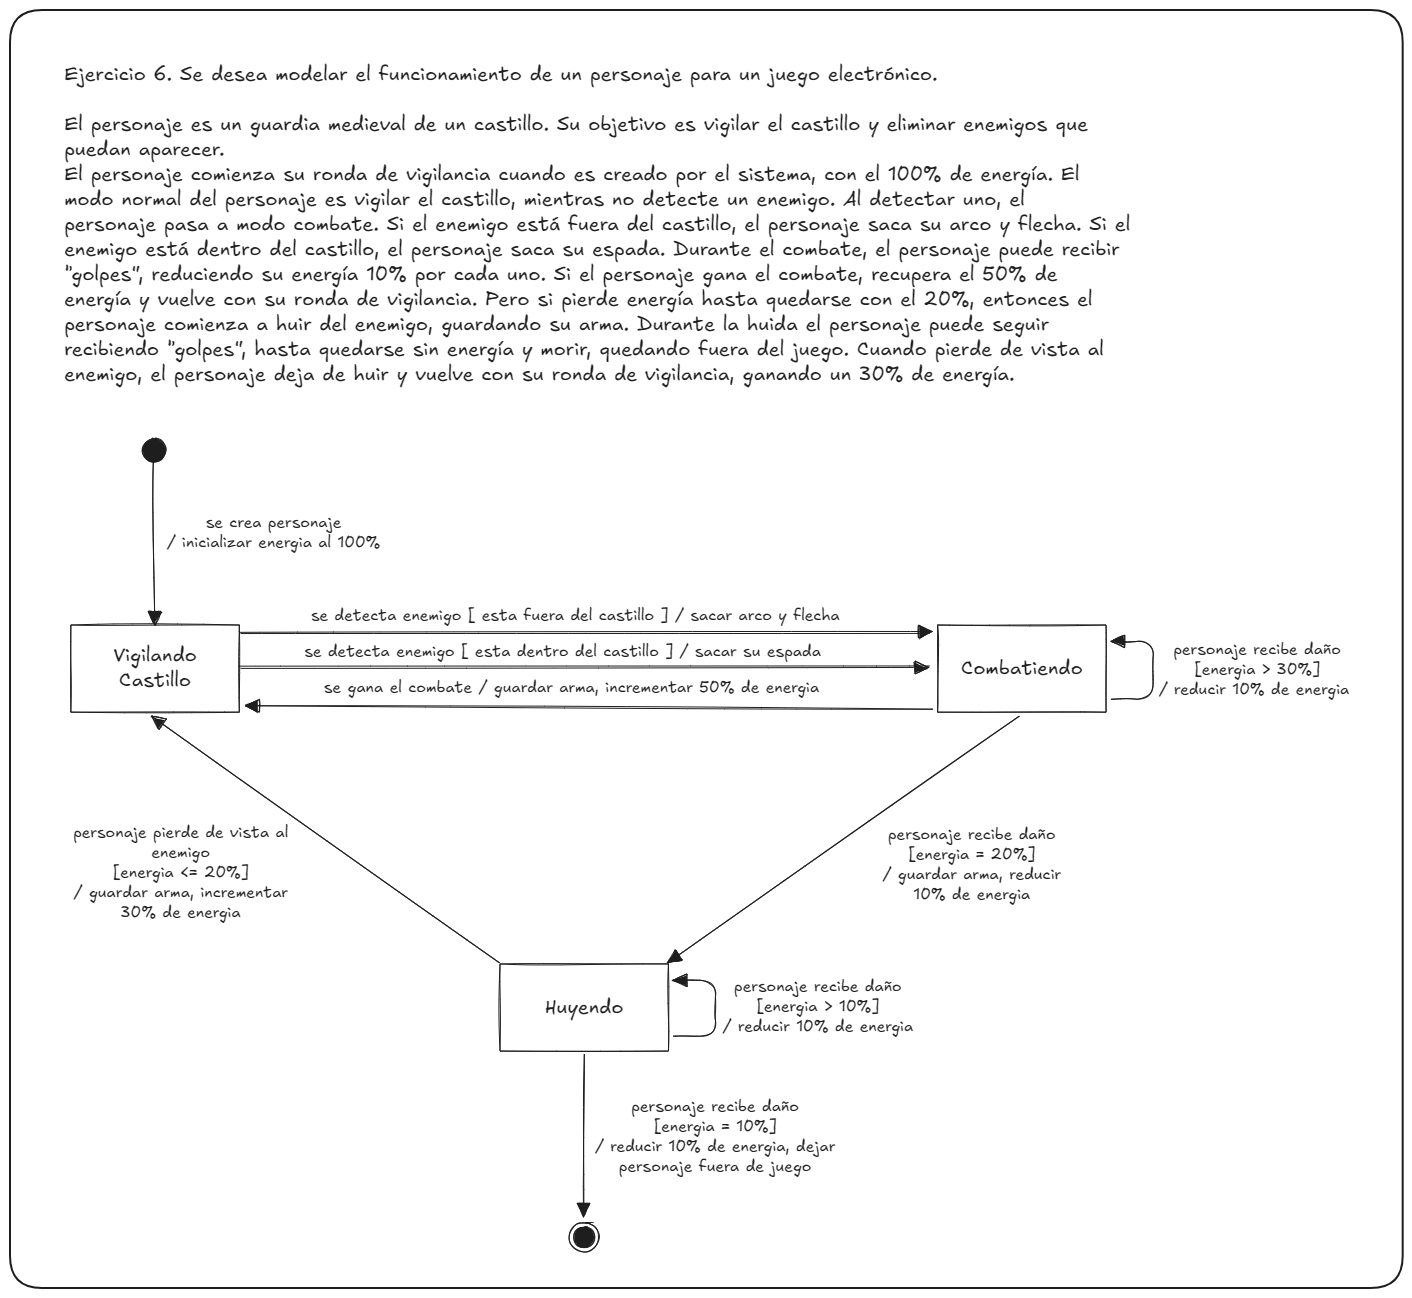 Ejercicio 6. Se desea modelar el funcionamiento de un personaje para un juego electrónico.
El personaje es un guardia medieval de un castillo. Su objetivo es vigilar el castillo y eliminar enemigos que
puedan aparecer.
El personaje comienza su ronda de vigilancia cuando es creado por el sistema, con el 100% de energía. El
modo normal del personaje es vigilar el castillo, mientras no detecte un enemigo. Al detectar uno, el
personaje pasa a modo combate. Si el enemigo está fuera del castillo, el personaje saca su arco y flecha. Si el
enemigo está dentro del castillo, el personaje saca su espada. Durante el combate, el personaje puede recibir
"golpes", reduciendo su energía 10% por cada uno. Si el personaje gana el combate, recupera el 50% de
energía y vuelve con su ronda de vigilancia. Pero si pierde energía hasta quedarse con el 20%, entonces el
personaje comienza a huir del enemigo, guardando su arma. Durante la huida el personaje puede seguir
recibiendo "golpes", hasta quedarse sin energía y morir, quedando fuera del juego. Cuando pierde de vista al
enemigo, el personaje deja de huir y vuelve con su ronda de vigilancia, ganando un 30% de energía.
se crea personaje
/ inicializar energia al 100%
se detecta enemigo [ esta fuera del castillo ] / sacar arco y flecha
se detecta enemigo [ esta dentro del castillo ] / sacar su espada
se gana el combate / guardar arma, incrementar 50% de energia
Vigilando
Castillo
Combatiendo
personaje recibe daño
[energia > 30%]
/ reducir 10% de energia
personaje pierde de vista al
enemigo
[energia <= 20%]
/ guardar arma, incrementar
30% de energia
personaje recibe daño
[energia = 20%]
/ guardar arma, reducir
10% de energia
Huyendo
personaje recibe daño
[energia > 10%]
/ reducir 10% de energia
personaje recibe daño
[energia = 10%]
/ reducir 10% de energia, dejar
personaje fuera de juego